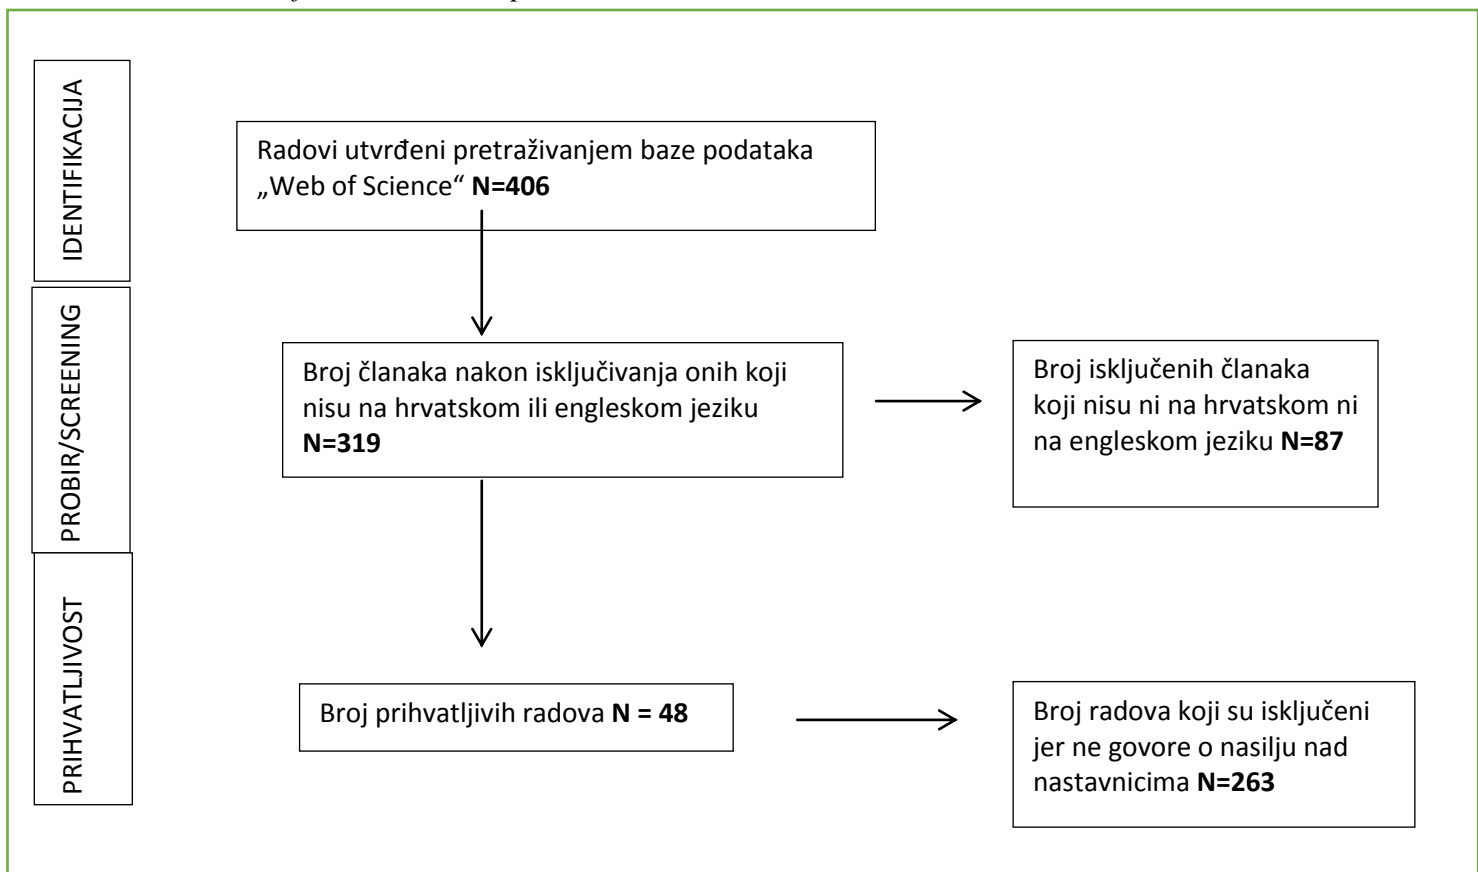 IDENTIFIKACIJA
Radovi utvrđeni pretraživanjem baze podataka
„Web of Science“ N=406
PROBIR/SCREENING
Broj članaka nakon isključivanja onih koji
nisu na hrvatskom ili engleskom jeziku
N=319
Broj isključenih članaka
koji nisu ni na hrvatskom ni
na engleskom jeziku N=87
PRIHVATLJIVOST
Broj prihvatljivih radova N = 48
Broj radova koji su isključeni
jer ne govore o nasilju nad
nastavnicima N=263